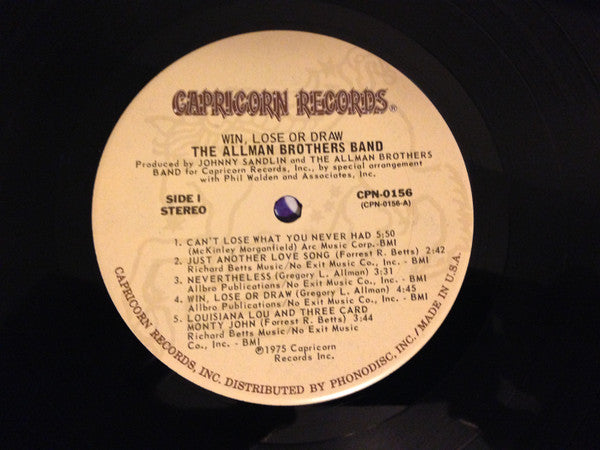 CAPRICORN RECORDS®
WIN, LOSE OR DRAW
THE ALLMAN BROTHERS BAND
Produced by JOHNNY SANDLIN and THE ALLMAN BROTHERS
BAND for Capricorn Records, Inc., by special arrangement
with Phil Walden and Associates, Inc.
SIDE I
STEREO
CPN-0156
(CPN-0156-A)
1. CAN'T LOSE WHAT YOU NEVER HAD 5:50
(McKinley Morganfield) Arc Music Corp.-BMI
2. JUST ANOTHER LOVE SONG (Forrest R. Betts) 2:42
Richard Betts Music/No Exit Music Co., Inc. - BMI
3. NEVERTHELESS (Gregory L. Allman) 3:31
Allbro Publications/No Exit Music Co., Inc. - BMI
4. WIN, LOSE OR DRAW (Gregory L. Allman) 4:45
Allbro Publications/No Exit Music Co., Inc. - BMI
5. LOUISIANA LOU AND THREE CARD
MONTY JOHN (Forrest R. Betts) 3:44
Richard Betts Music/No Exit Music
Co., Inc. - BMI
℗1975 Capricorn
Records Inc.
CAPRICORN RECORDS, INC. DISTRIBUTED BY PHONODISC, INC./MADE IN U.S.A.